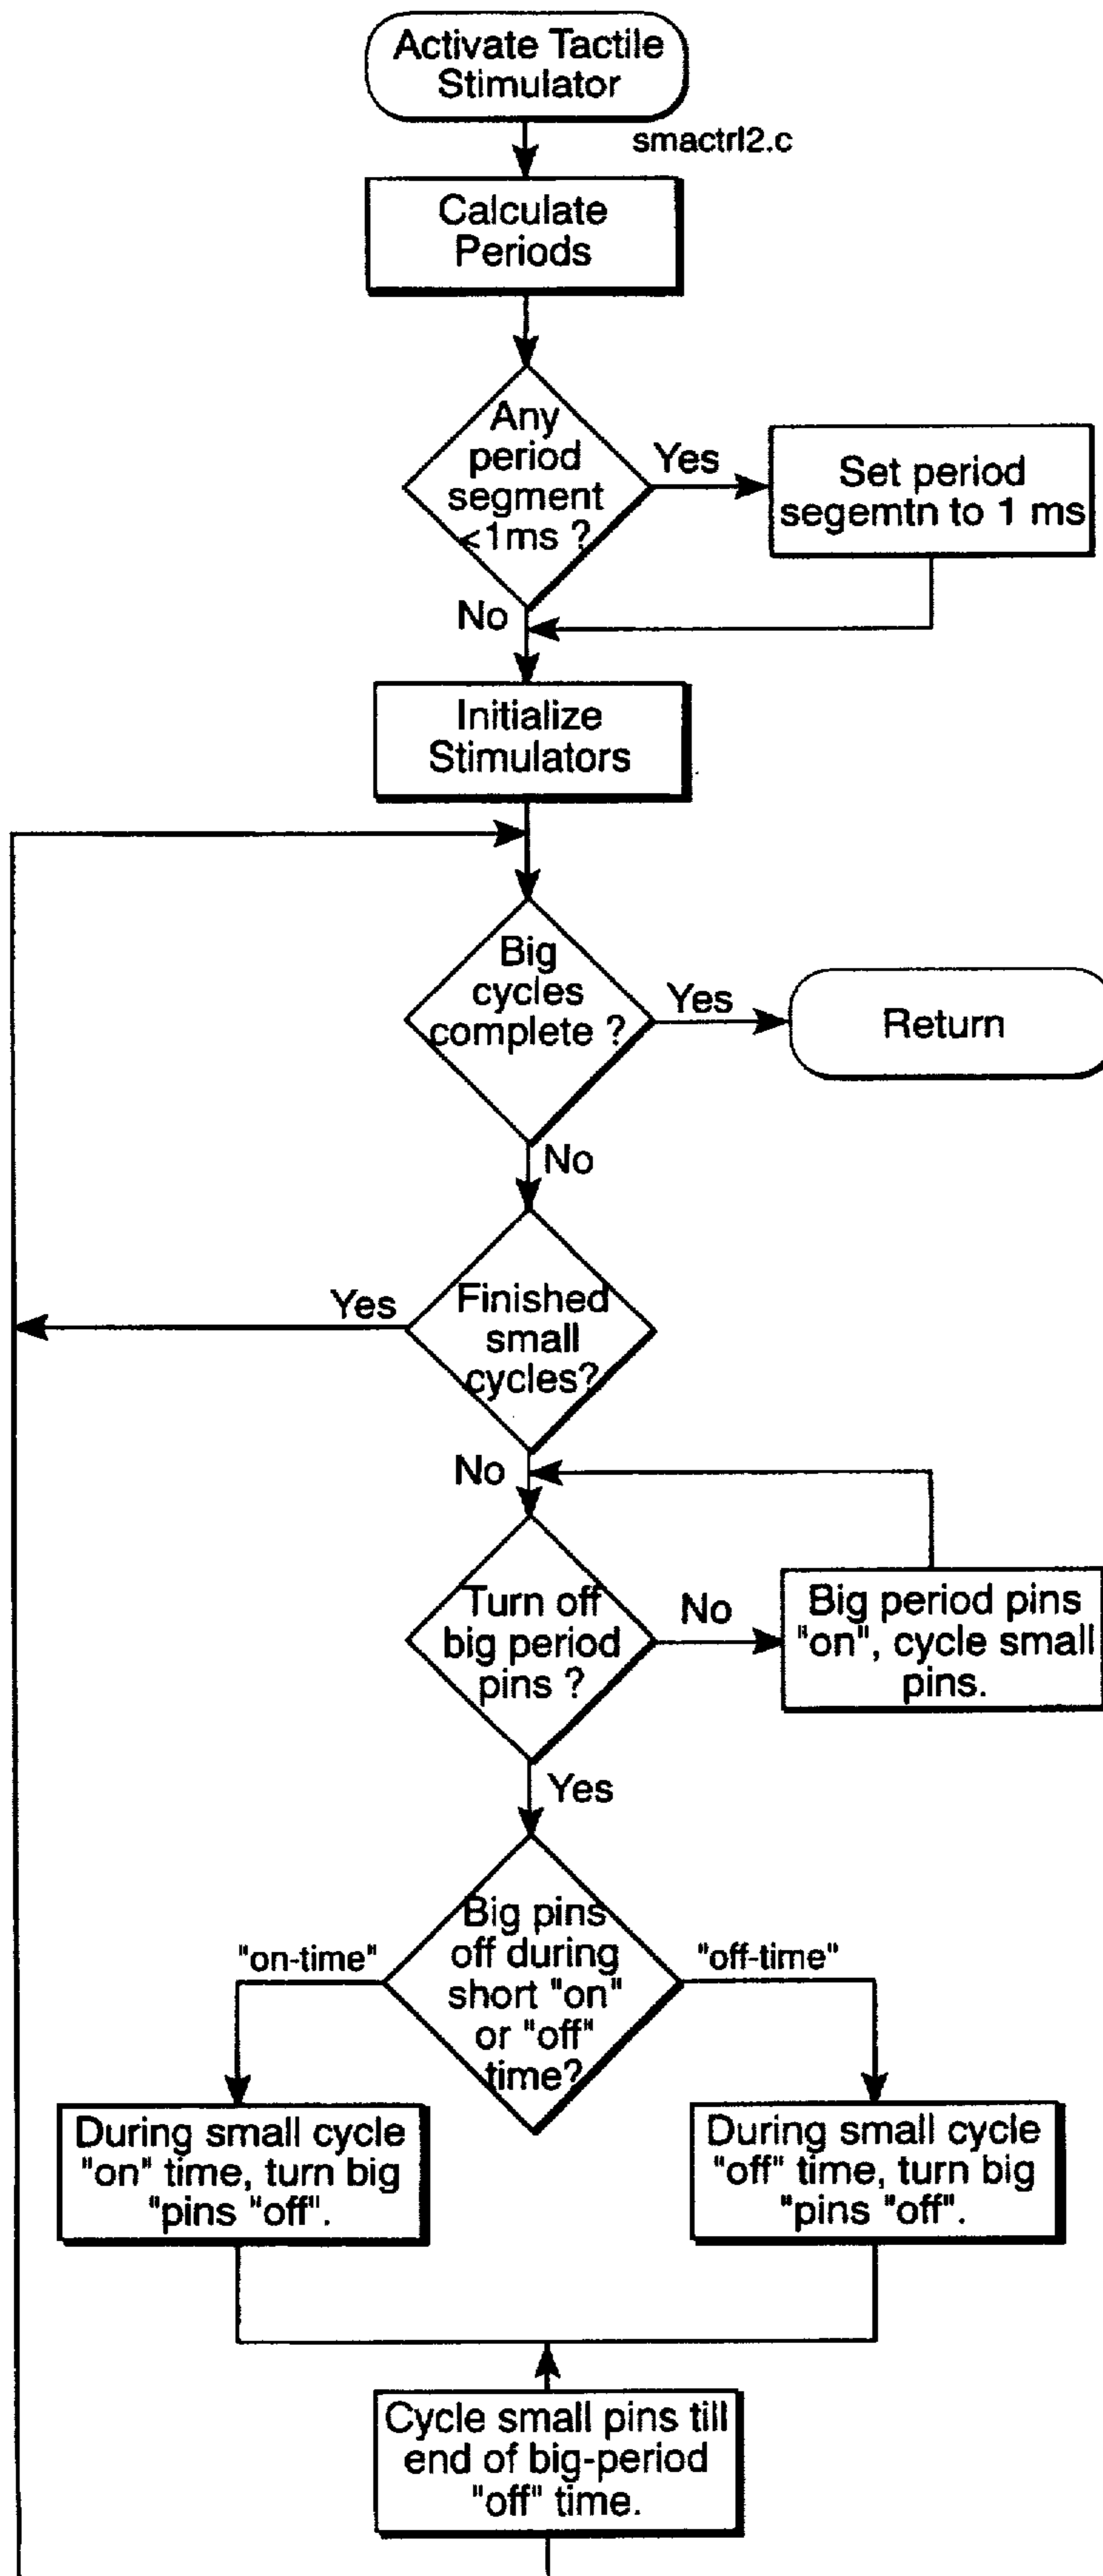 Activate Tactile
Stimulator
smactrl2.c
Calculate
Periods
Any
period
segment
<1ms ?
Yes
Set period
segemtn to 1 ms
No
Initialize
Stimulators
Big
cycles
complete ?
Yes
Return
No
Finished
small
cycles?
Yes
No
Turn off
big period
pins ?
No
Big period pins
"on", cycle small
pins.
Yes
Big pins
off during
short "on"
or "off"
time?
"on-time"
"off-time"
During small cycle
"on" time, turn big
"pins "off".
During small cycle
"off" time, turn big
"pins "off".
Cycle small pins till
end of big-period
"off" time.